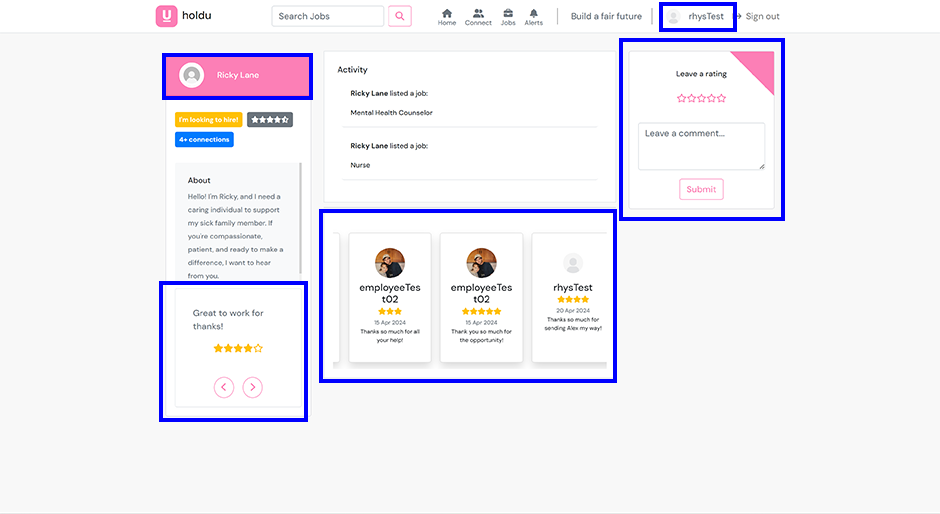 holdu
Search Jobs
Home
Connect
Jobs
Alerts
Build a fair future
rhysTest
Sign out
Ricky Lane
I'm looking to hire!
4+ connections
About
Hello! I'm Ricky, and I need a
caring individual to support
my sick family member. If
you're compassionate,
patient, and ready to make a
difference, I want to hear
from you.
Great to work for
thanks!
Activity
Ricky Lane listed a job:
Mental Health Counselor
Ricky Lane listed a job:
Nurse
employeeTes
t02
15 Apr 2024
Thanks so much for all
your help!
employeeTes
t02
15 Apr 2024
Thank you so much for
the opportunity!
rhysTest
20 Apr 2024
Thanks so much for
sending Alex my way!
Leave a rating
Leave a comment...
Submit